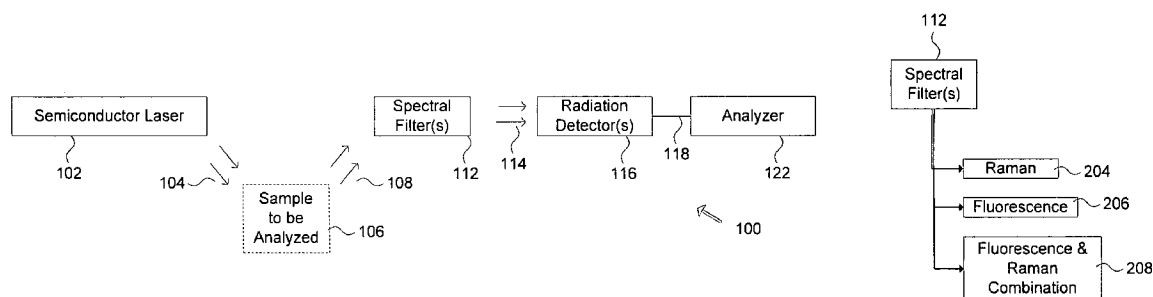 Semiconductor Laser
102
104
Sample
to be
Analyzed
106
108
Spectral
Filter(s)
112
114
Radiation
Detector(s)
116
118
Analyzer
122
100
112
Spectral
Filter(s)
Raman
204
Fluorescence
206
Fluorescence &
Raman
Combination
208